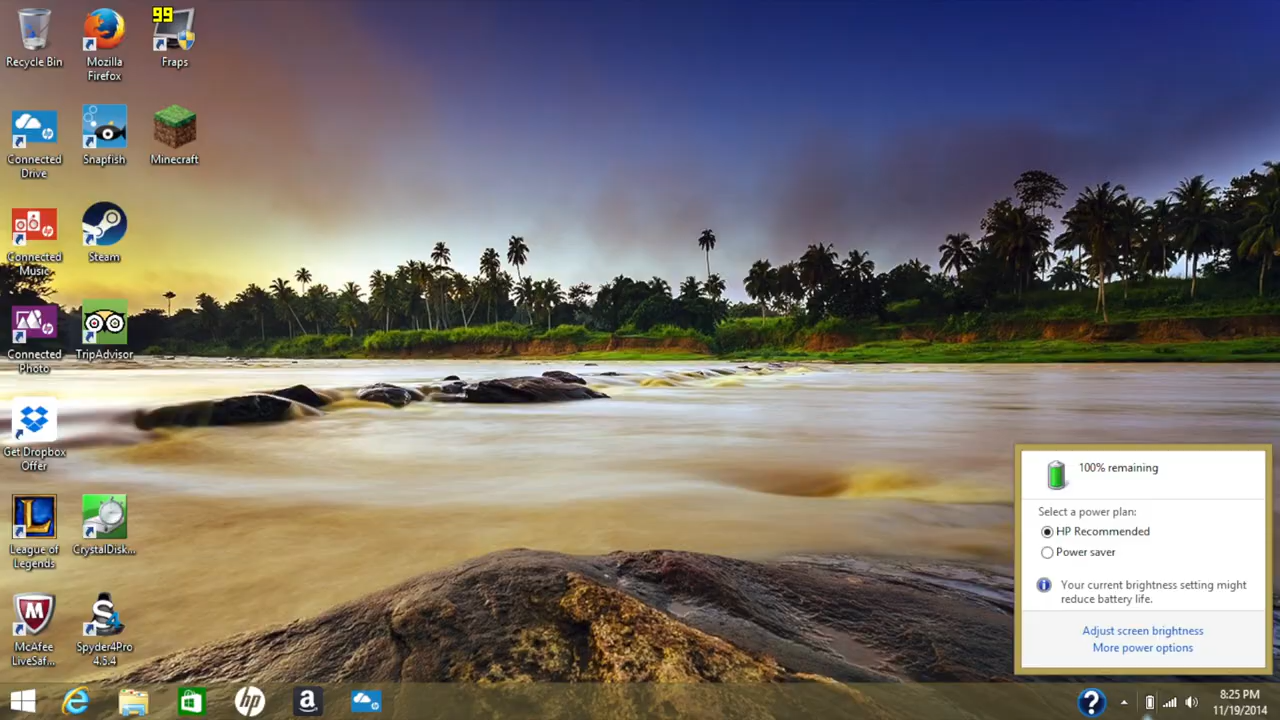 Recycle Bin
Mozilla
Firefox
99
Fraps
Connected
Drive
Snapfish
Minecraft
Connected
Music
Steam
Connected
Photo
TripAdvisor
Get Dropbox
Offer
League of
Legends
CrystalDisk...
McAfee
LiveSaf...
Spyder4Pro
4.5.4
100% remaining
Select a power plan:
HP Recommended
Power saver
Your current brightness setting might
reduce battery life.
Adjust screen brightness
More power options
hp
a
?
8:25 PM
11/19/2014